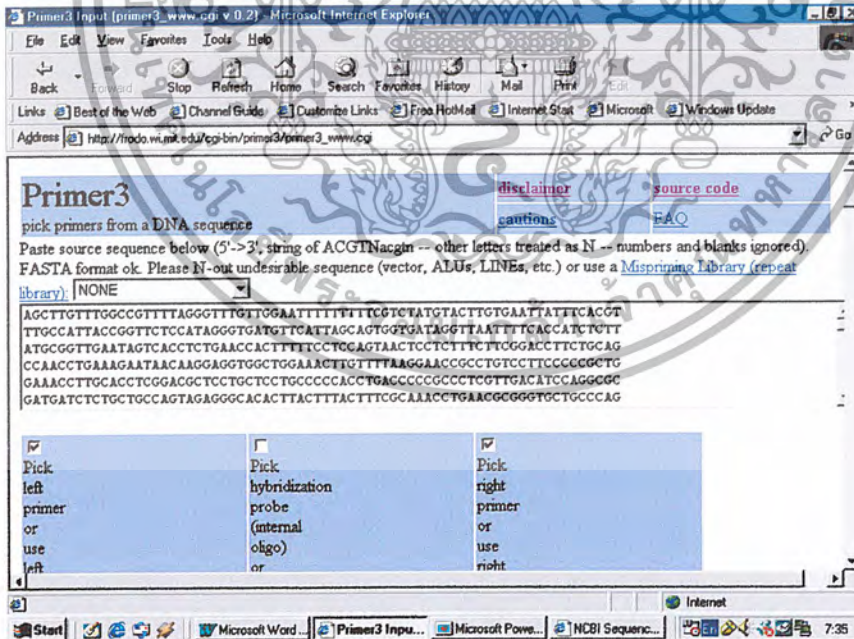 Primer3 Input (primer3_www.cgi v 0.2) - Microsoft Internet Explorer
File Edit View Favorites Tools Help
Back Forward Stop Refresh Home Search Favorites History Mail Print Edit
Links Best of the Web Channel Guide Customize Links Free HotMail Internet Start Microsoft Windows Update
Address http://frodo.wi.mit.edu/cgi-bin/primer3/primer3_www.cgi Go
Primer3 disclaimer source code
pick primers from a DNA sequence cautions FAQ
Paste source sequence below (5'->3', string of ACGTNacgtn -- other letters treated as N -- numbers and blanks ignored).
FASTA format ok. Please N-out undesirable sequence (vector, ALUs, LINEs, etc.) or use a Mispriming Library (repeat
library): NONE
AGCTTGTTTGGCCGTTTTAGGGTTTGTTGGAATTTTTTTTTTCGTCTATGTACTTGTGAATTATTTCACGT
TTGCCATTACCGGTTCTCCATAGGGTGATGTTCATTAGCAGTGGTGATAGGTTAATTTTCACCATCTCTT
ATGCGGTTGAATAGTCACCTCTGAACCACTTTTTCCTCCAGTAACTCCTCTTTCTTCGGACCTTCTGCAG
CCAACCTGAAAGAATAACAAGGAGGTGGCTGGAAACTTGTTTTAAGGAACCGCCTGTCCTTCCCCCGCTG
GAAACCTTGCACCTCGGACGCTCCTGCTCCTGCCCCCACCTGACCCCCGCCCTCGTTGACATCCAGGCGC
GATGATCTCTGCTGCCAGTAGAGGGCACACTTACTTTACTTTCGCAAACCTGAACGCGGGTGCTGCCCAG
Pick Pick Pick
left hybridization right
primer probe primer
or (internal or
use oligo) use
left or right
Internet
Start Microsoft Word... Primer3 Inpu... Microsoft Powe... NCBI Sequenc... 7:35